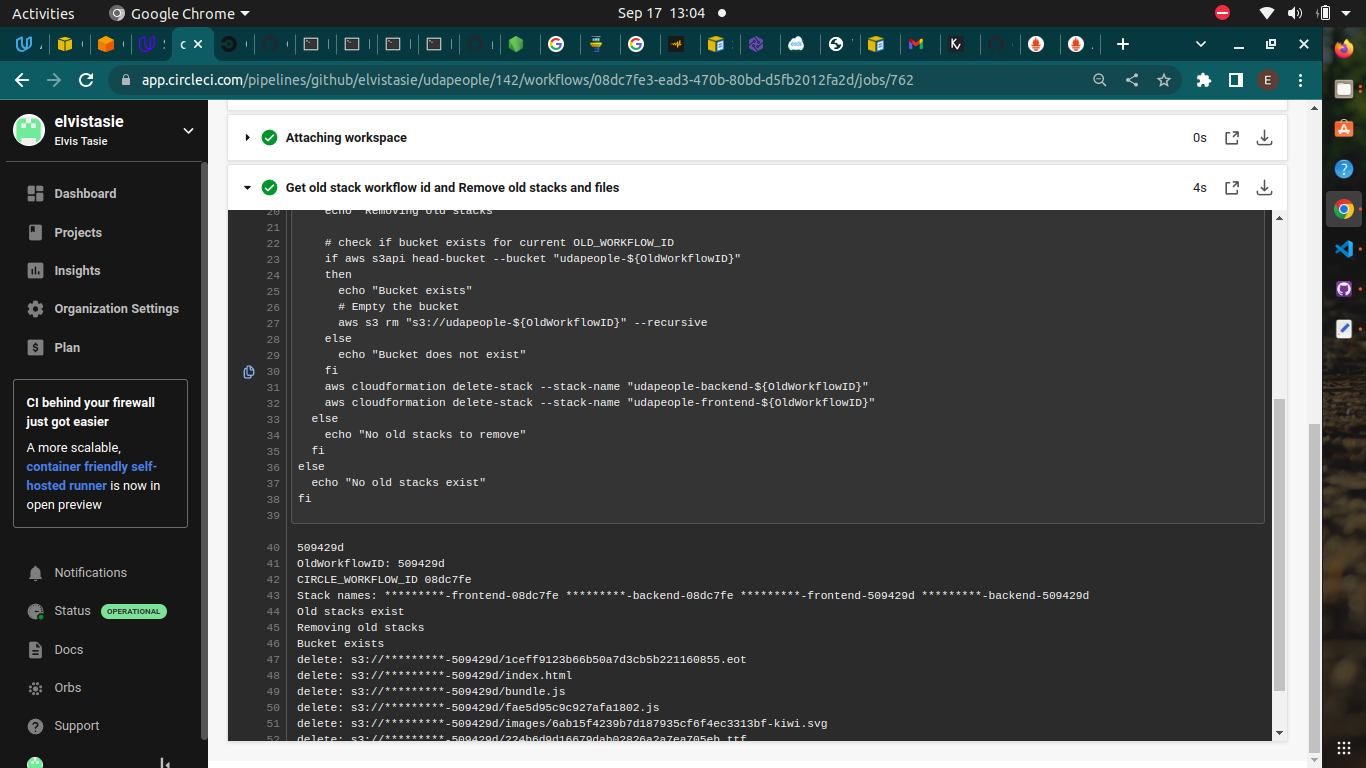 Activities
Google Chrome
Sep 17 13:04
app.circleci.com/pipelines/github/elvistasie/udapeople/142/workflows/08dc7fe3-ead3-470b-80bd-d5fb2012fa2d/jobs/762
E
elvistasie
Elvis Tasie
Dashboard
Projects
Insights
Organization Settings
Plan
CI behind your firewall
just got easier
A more scalable,
container friendly self-
hosted runner is now in
open preview
Notifications
Status OPERATIONAL
Docs
Orbs
Support
Attaching workspace 0s
Get old stack workflow id and Remove old stacks and files 4s
20 echo "Removing old stacks"
21
22 # check if bucket exists for current OLD_WORKFLOW_ID
23 if aws s3api head-bucket --bucket "udapeople-${OldWorkflowID}"
24 then
25 echo "Bucket exists"
26 # Empty the bucket
27 aws s3 rm "s3://udapeople-${OldWorkflowID}" --recursive
28 else
29 echo "Bucket does not exist"
30 fi
31 aws cloudformation delete-stack --stack-name "udapeople-backend-${OldWorkflowID}"
32 aws cloudformation delete-stack --stack-name "udapeople-frontend-${OldWorkflowID}"
33 else
34 echo "No old stacks to remove"
35 fi
36 else
37 echo "No old stacks exist"
38 fi
39
40 509429d
41 OldWorkflowID: 509429d
42 CIRCLE_WORKFLOW_ID 08dc7fe
43 Stack names: *********-frontend-08dc7fe *********-backend-08dc7fe *********-frontend-509429d *********-backend-509429d
44 Old stacks exist
45 Removing old stacks
46 Bucket exists
47 delete: s3://*********-509429d/1ceff9123b66b50a7d3cb5b221160855.eot
48 delete: s3://*********-509429d/index.html
49 delete: s3://*********-509429d/bundle.js
50 delete: s3://*********-509429d/fae5d95c9c927afa1802.js
51 delete: s3://*********-509429d/images/6ab15f4239b7d187935cf6f4ec3313bf-kiwi.svg
52 delete: s3://*********-509429d/224b6d9d16679dab02826a2a7ea705eb.ttf